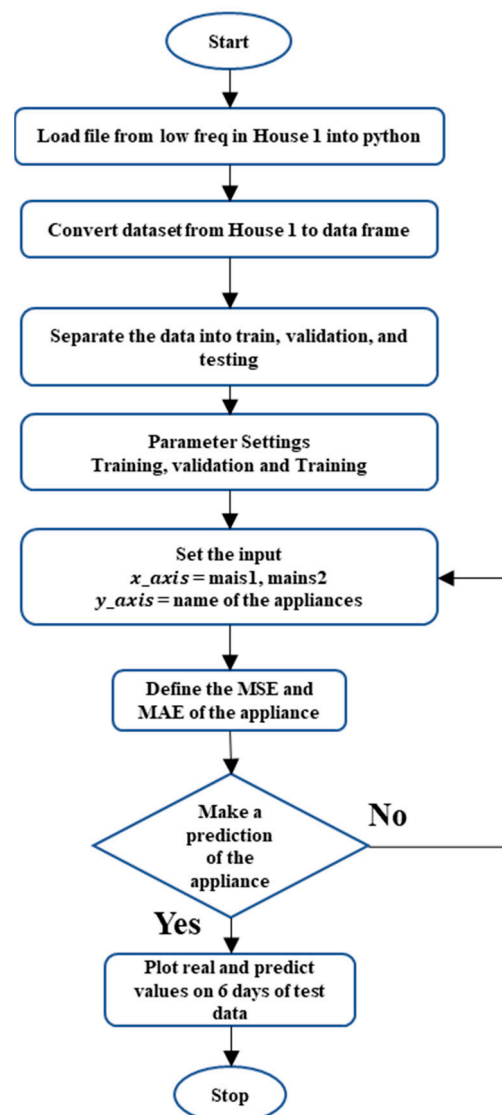 Start
Load file from low freq in House 1 into python
Convert dataset from House 1 to data frame
Separate the data into train, validation, and
testing
Parameter Settings
Training, validation and Training
Set the input
x_axis = mais1, mains2
y_axis = name of the appliances
Define the MSE and
MAE of the appliance
Make a
prediction
of the
appliance
No
Yes
Plot real and predict
values on 6 days of test
data
Stop